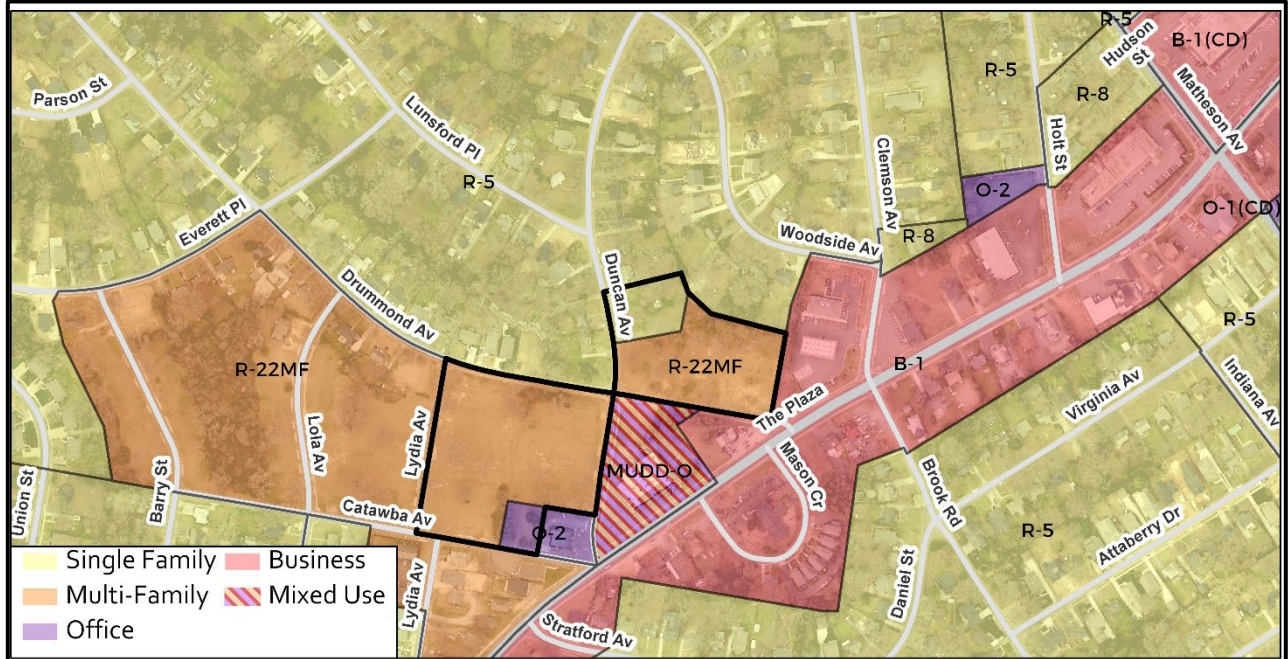 R-5
Hudson
St
B-1(CD)
Matheson Av
R-5
R-8
Parson St
Lunsford Pl
R-5
Clemson Av
Holt St
O-2
O-1(CD)
Everett Pl
Woodside Av
R-8
Duncan Av
Drummond Av
R-22MF
R-22MF
B-1
R-5
Indiana Av
Virginia Av
Lola Av
Lydia Av
The Plaza
Mason Cr
MUDD-O
Union St
Barry St
Catawba Av
O-2
Brook Rd
R-5
Attaberry Dr
Daniel St
Lydia Av
Stratford Av
Single Family
Business
Multi-Family
Mixed Use
Office